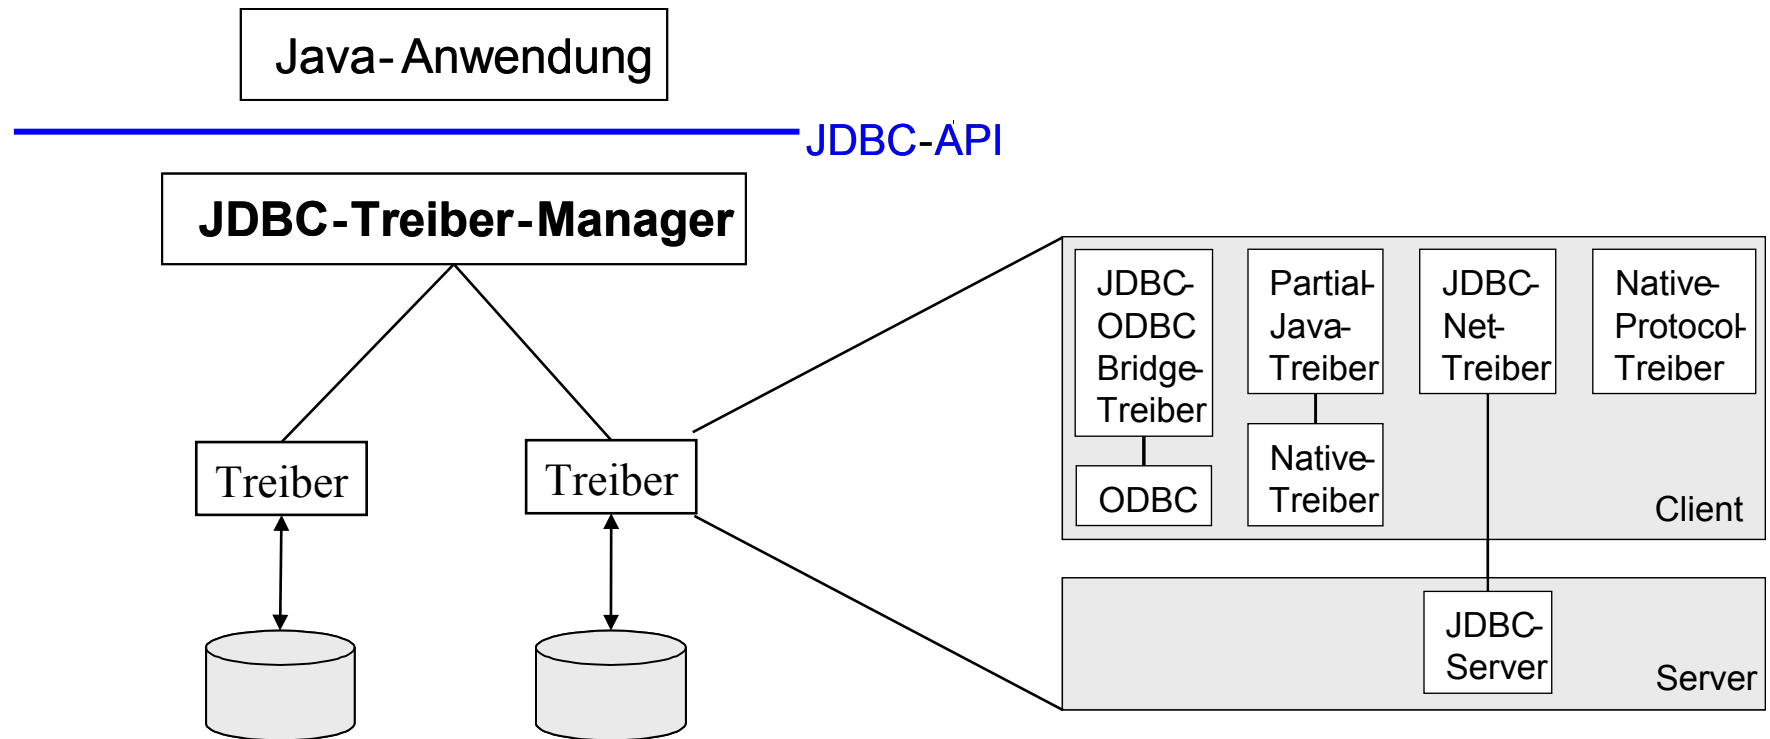 Java-Anwendung
JDBC-API
JDBC-Treiber-Manager
Treiber
Treiber
JDBC-
ODBC
Bridge-
Treiber
ODBC
Partial-
Java-
Treiber
Native-
Treiber
JDBC-
Net-
Treiber
Native-
Protocol-
Treiber
Client
JDBC-
Server
Server